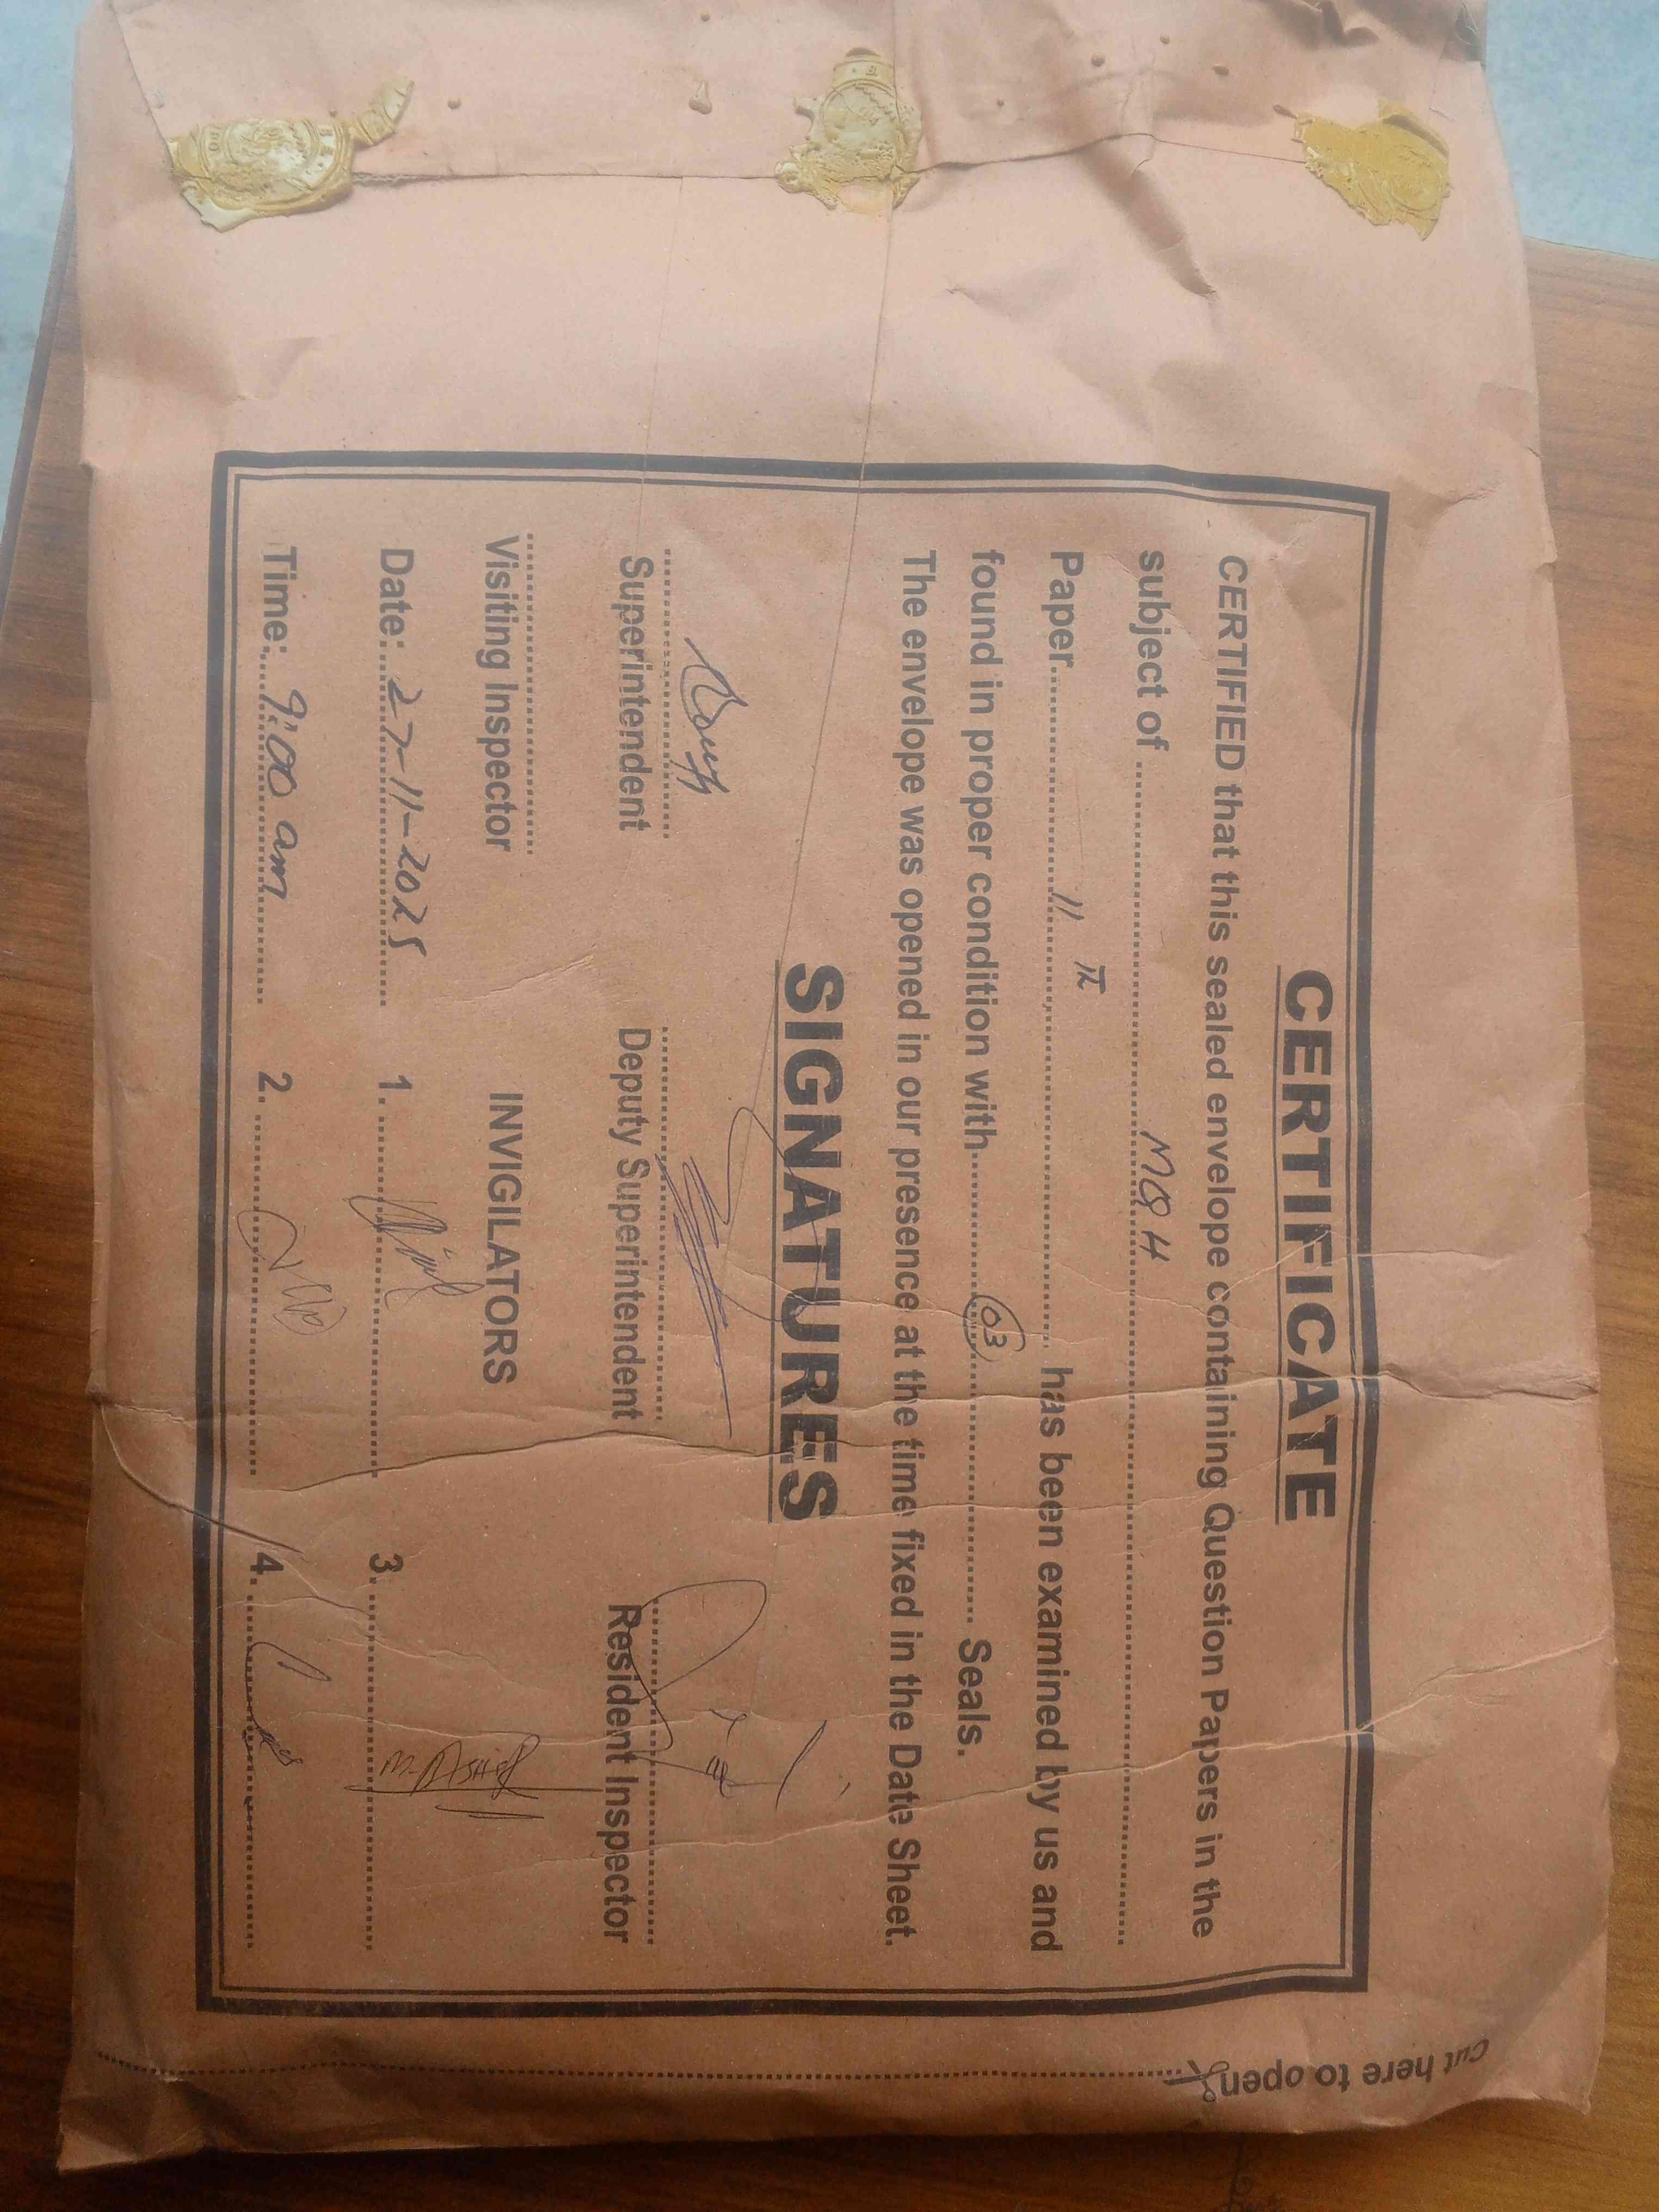 CERTIFICATE
CERTIFIED that this sealed envelope containing Question Papers in the
subject of ........ MQH ........
Paper ........ II ........ has been examined by us and
found in proper condition with ........ 03 ........ Seals.
The envelope was opened in our presence at the time fixed in the Date Sheet.
SIGNATURES
Superintendent Deputy Superintendent Resident Inspector
Visiting Inspector INVIGILATORS
Date: 27-11-2025 1. 3.
Time: 9:00 am 2. 4.
Cut here to open